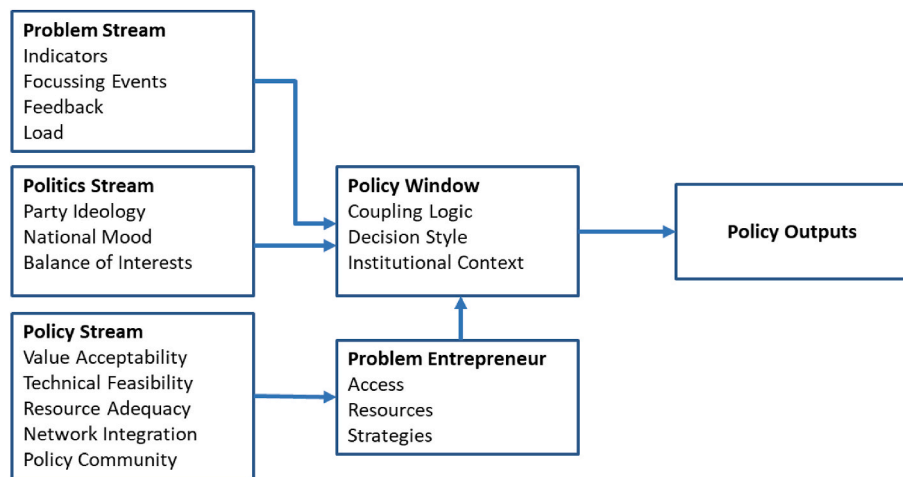 Problem Stream
Indicators
Focussing Events
Feedback
Load
Politics Stream
Party Ideology
National Mood
Balance of Interests
Policy Stream
Value Acceptability
Technical Feasibility
Resource Adequacy
Network Integration
Policy Community
Policy Window
Coupling Logic
Decision Style
Institutional Context
Problem Entrepreneur
Access
Resources
Strategies
Policy Outputs